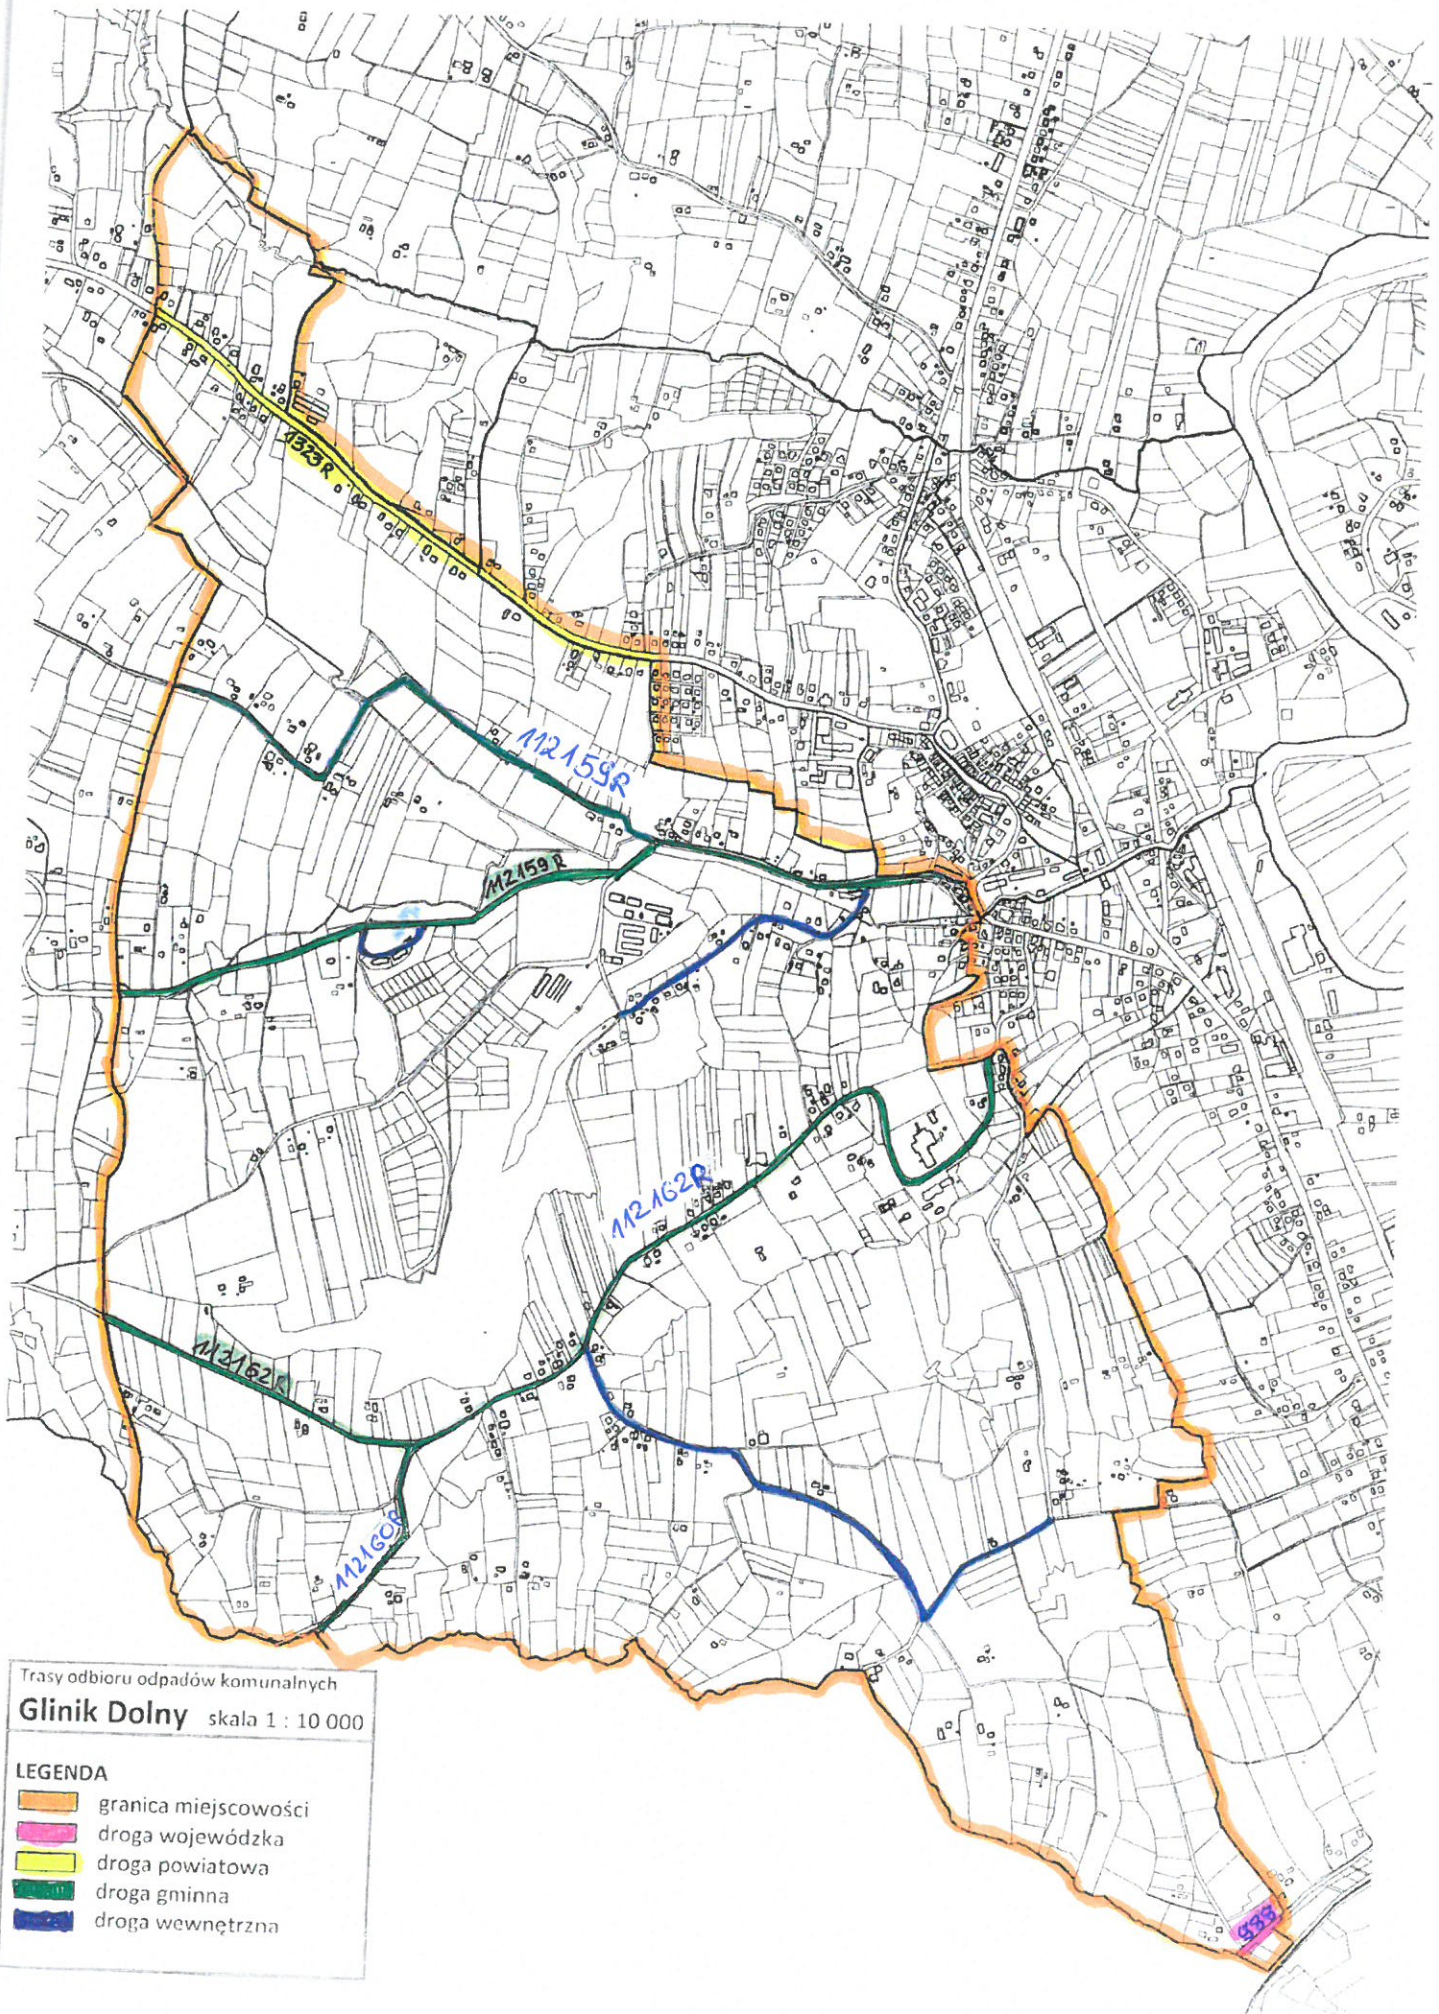 1323R
112159R
112159R
112162R
112162R
112160R
Trasy odbioru odpadów komunalnych
Glinik Dolny skala 1 : 10 000
LEGENDA
granica miejscowości
droga wojewódzka
droga powiatowa
droga gminna
droga wewnętrzna
988